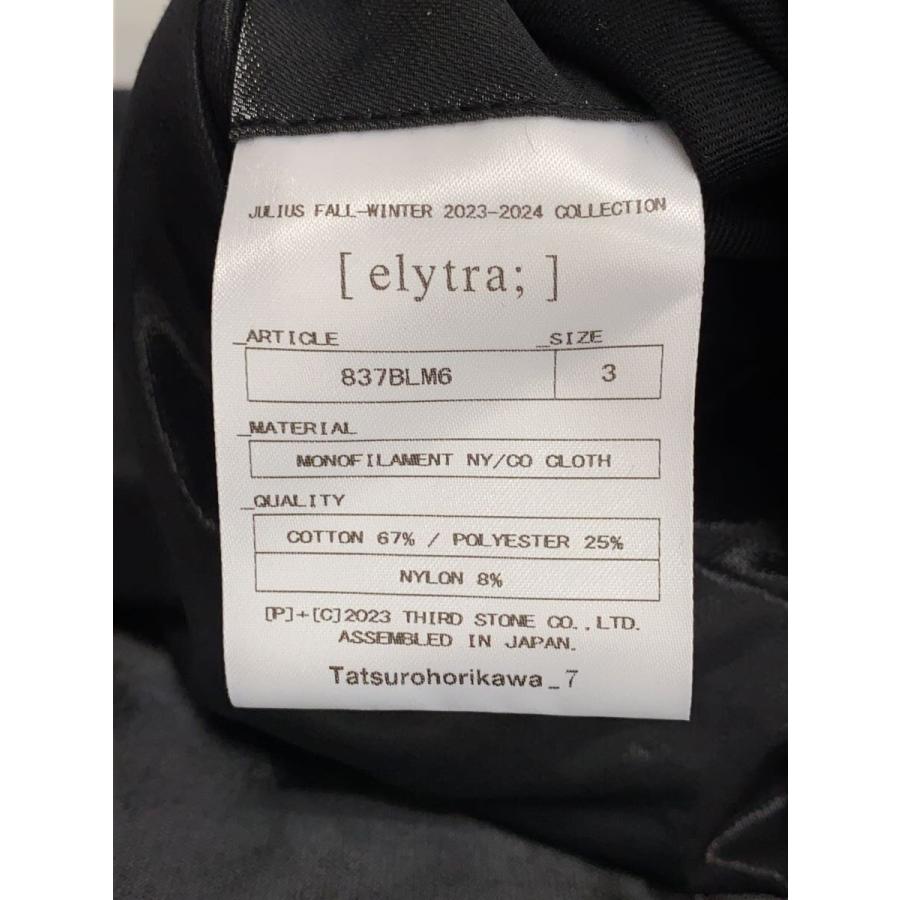 JULIUS FALL-WINTER 2023-2024 COLLECTION
[ elytra; ]
_ARTICLE _SIZE
837BLM6 3
_MATERIAL
MONOFILAMENT NY/CO CLOTH
_QUALITY
COTTON 67% / POLYESTER 25%
NYLON 8%
[P]+[C]2023 THIRD STONE CO.,LTD.
ASSEMBLED IN JAPAN.
Tatsurohorikawa_7